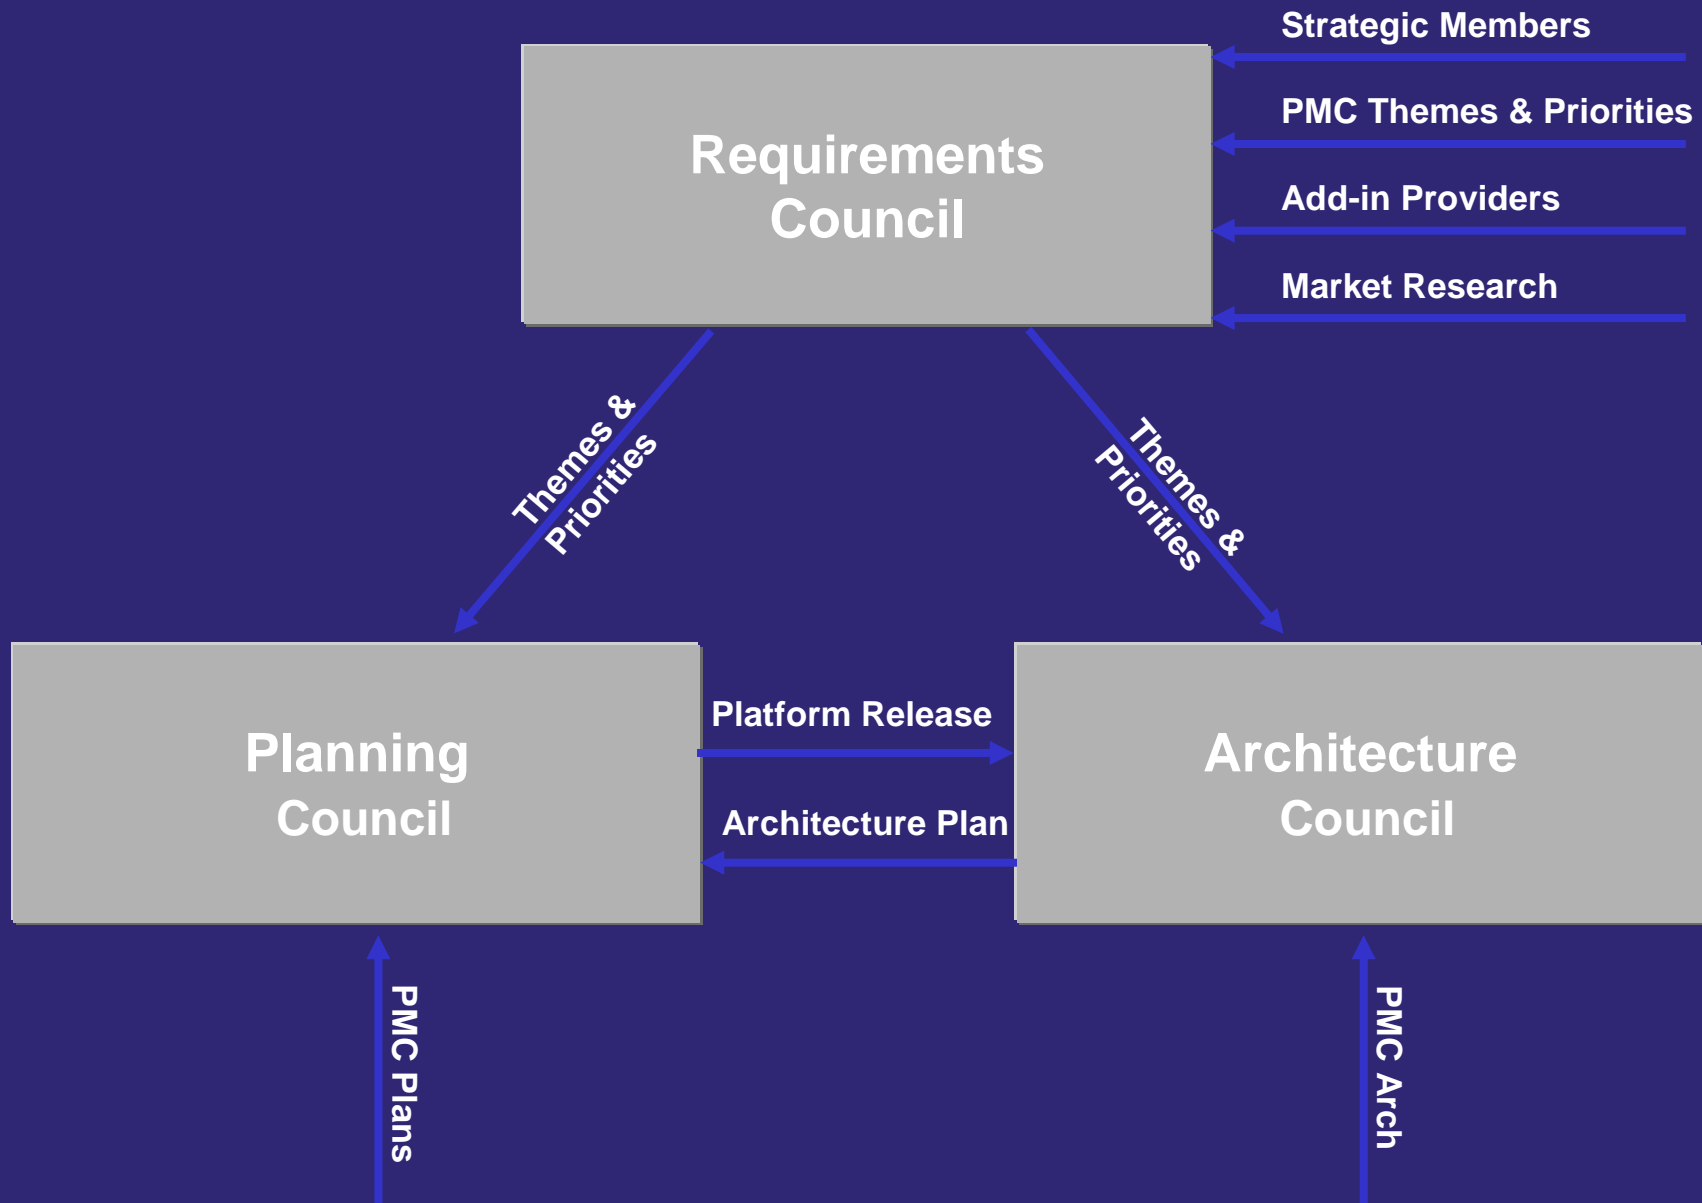 Strategic Members
PMC Themes & Priorities
Add-in Providers
Market Research
Requirements
Council
Themes &
Priorities
Themes &
Priorities
Planning
Council
Platform Release
Architecture Plan
Architecture
Council
PMC Plans
PMC Arch